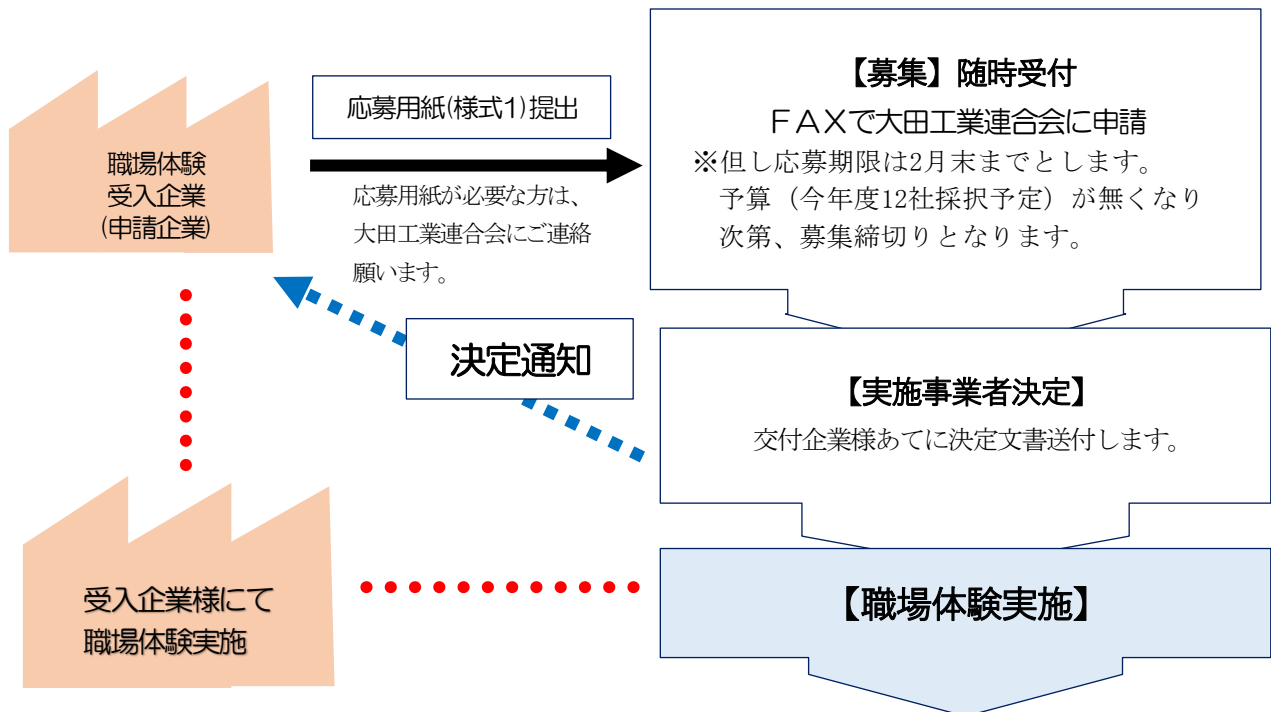 職場体験
受入企業
(申請企業)
応募用紙(様式1)提出
応募用紙が必要な方は、
大田工業連合会にご連絡
願います。
【募集】随時受付
ＦＡＸで大田工業連合会に申請
※但し応募期限は2月末までとします。
予算（今年度12社採択予定）が無くなり
次第、募集締切りとなります。
決定通知
【実施事業者決定】
交付企業様あてに決定文書送付します。
受入企業様にて
職場体験実施
【職場体験実施】